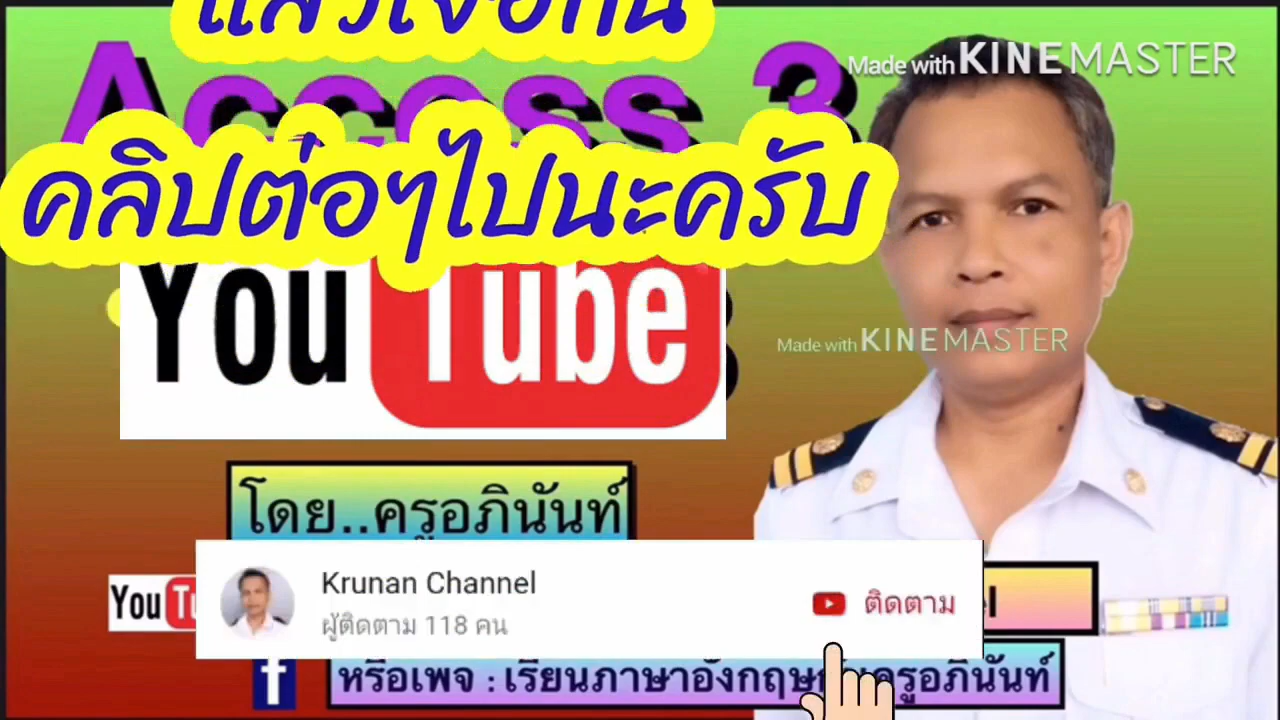 แล้วเจอกัน
Access 3
Made with KINEMASTER
คลิปต่อๆไปนะครับ
YouTube
Made with KINEMASTER
โดย..ครูอภินันท์
Krunan Channel
ผู้ติดตาม 118 คน
ติดตาม
You Tu
หรือเพจ : เรียนภาษาอังกฤษ ครูอภินันท์